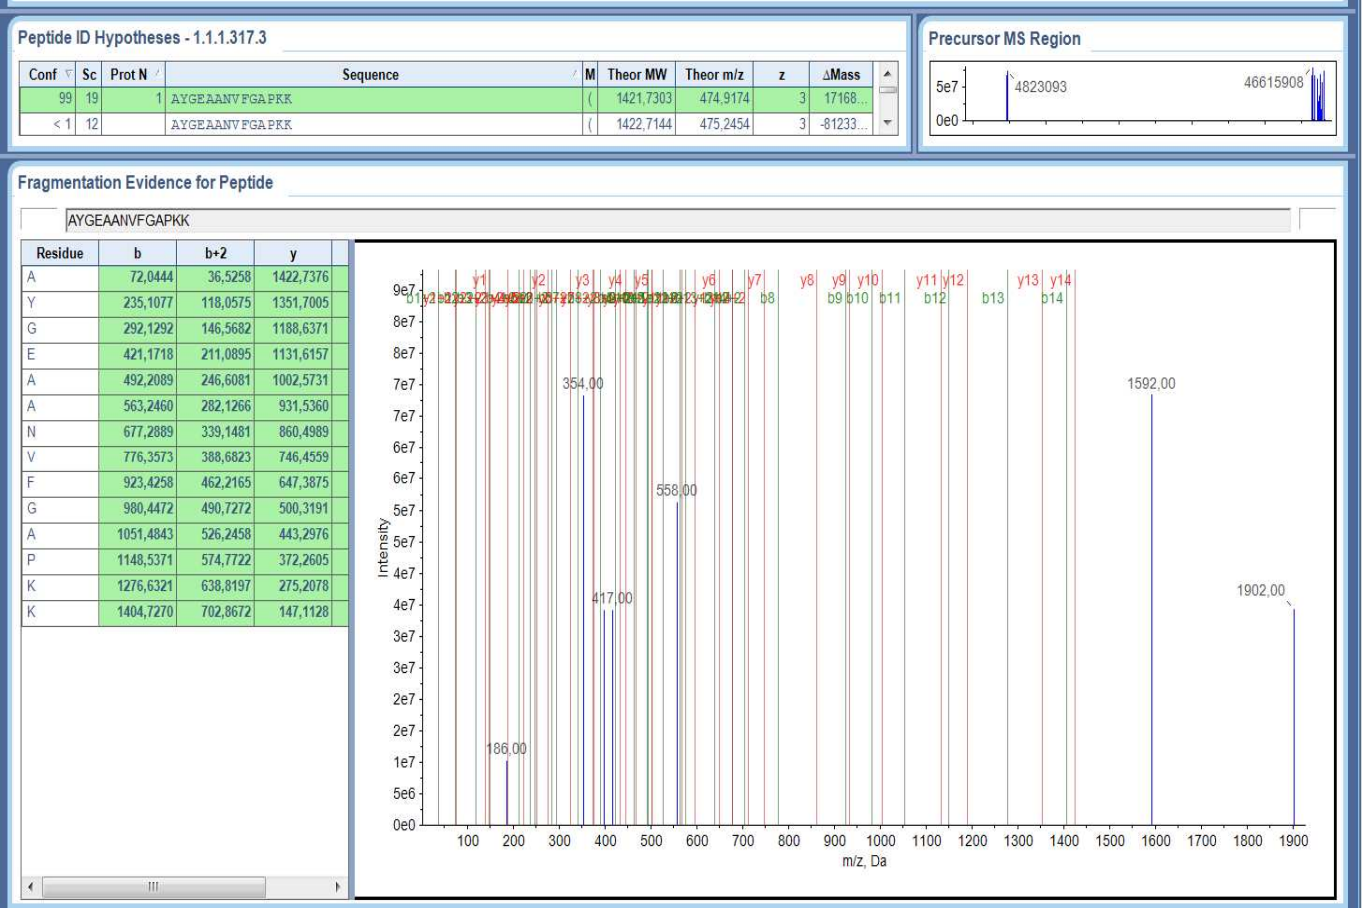 Peptide ID Hypotheses - 1.1.1.317.3
Conf Sc Prot N Sequence M Theor MW Theor m/z z ΔMass
99 19 1 AYGEAANVFGAPKK ( 1421,7303 474,9174 3 17168...
< 1 12 AYGEAANVFGAPKK ( 1422,7144 475,2454 3 -81233...
Precursor MS Region
5e7
0e0
4823093
46615908
Fragmentation Evidence for Peptide
AYGEAANVFGAPKK
Residue b b+2 y
A 72,0444 36,5258 1422,7376
Y 235,1077 118,0575 1351,7005
G 292,1292 146,5682 1188,6371
E 421,1718 211,0895 1131,6157
A 492,2089 246,6081 1002,5731
A 563,2460 282,1266 931,5360
N 677,2889 339,1481 860,4989
V 776,3573 388,6823 746,4559
F 923,4258 462,2165 647,3875
G 980,4472 490,7272 500,3191
A 1051,4843 526,2458 443,2976
P 1148,5371 574,7722 372,2605
K 1276,6321 638,8197 275,2078
K 1404,7270 702,8672 147,1128
y1 y2 y3 y4 y5 y6 y7 y8 y9 y10 y11 y12 y13 y14
b8 b9 b10 b11 b12 b13 b14
9e7
8e7
8e7
7e7
7e7
6e7
6e7
5e7
5e7
4e7
4e7
3e7
3e7
2e7
2e7
1e7
1e7
5e6
0e0
Intensity
354,00
1592,00
558,00
417,00
1902,00
186,00
100 200 300 400 500 600 700 800 900 1000 1100 1200 1300 1400 1500 1600 1700 1800 1900
m/z, Da